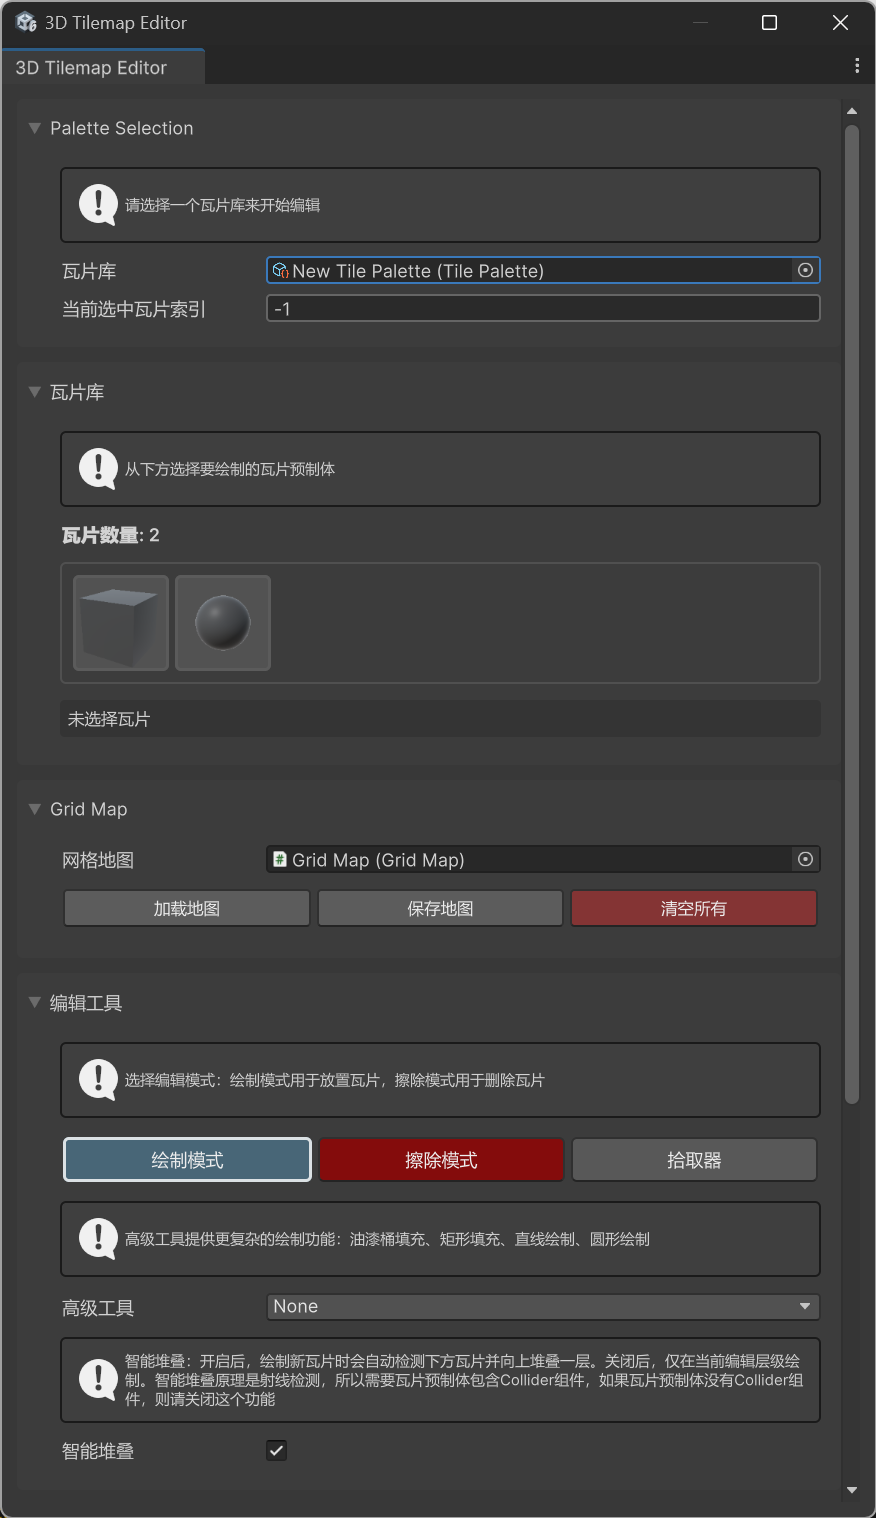 3D Tilemap Editor
3D Tilemap Editor
Palette Selection
请选择一个瓦片库来开始编辑
瓦片库
New Tile Palette (Tile Palette)
当前选中瓦片索引
-1
瓦片库
从下方选择要绘制的瓦片预制体
瓦片数量: 2
未选择瓦片
Grid Map
网格地图
Grid Map (Grid Map)
加载地图
保存地图
清空所有
编辑工具
选择编辑模式：绘制模式用于放置瓦片，擦除模式用于删除瓦片
绘制模式
擦除模式
拾取器
高级工具提供更复杂的绘制功能：油漆桶填充、矩形填充、直线绘制、圆形绘制
高级工具
None
智能堆叠：开启后，绘制新瓦片时会自动检测下方瓦片并向上堆叠一层。关闭后，仅在当前编辑层级绘
制。智能堆叠原理是射线检测，所以需要瓦片预制体包含Collider组件，如果瓦片预制体没有Collider组
件，则请关闭这个功能
智能堆叠